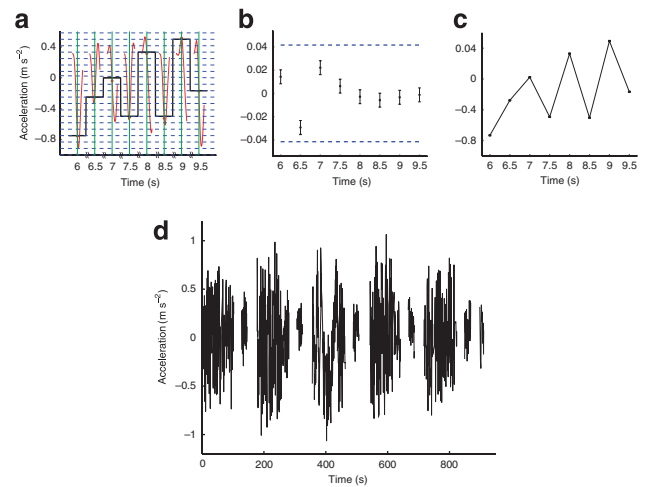 a
Acceleration (m s⁻²)
0.4
0
−0.4
−0.8
6 6.5 7 7.5 8 8.5 9 9.5
Time (s)
b
0.04
0.02
0
−0.02
−0.04
6 6.5 7 7.5 8 8.5 9 9.5
Time (s)
c
0.04
0
−0.4
−0.8
6 6.5 7 7.5 8 8.5 9 9.5
Time (s)
d
Acceleration (m s⁻²)
1
0.5
0
−0.5
−1
0 200 400 600 800
Time (s)